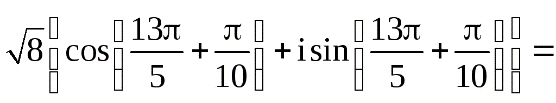 √8▯cos▯13π/5 + π/10▯ + i sin▯13π/5 + π/10▯▯ =